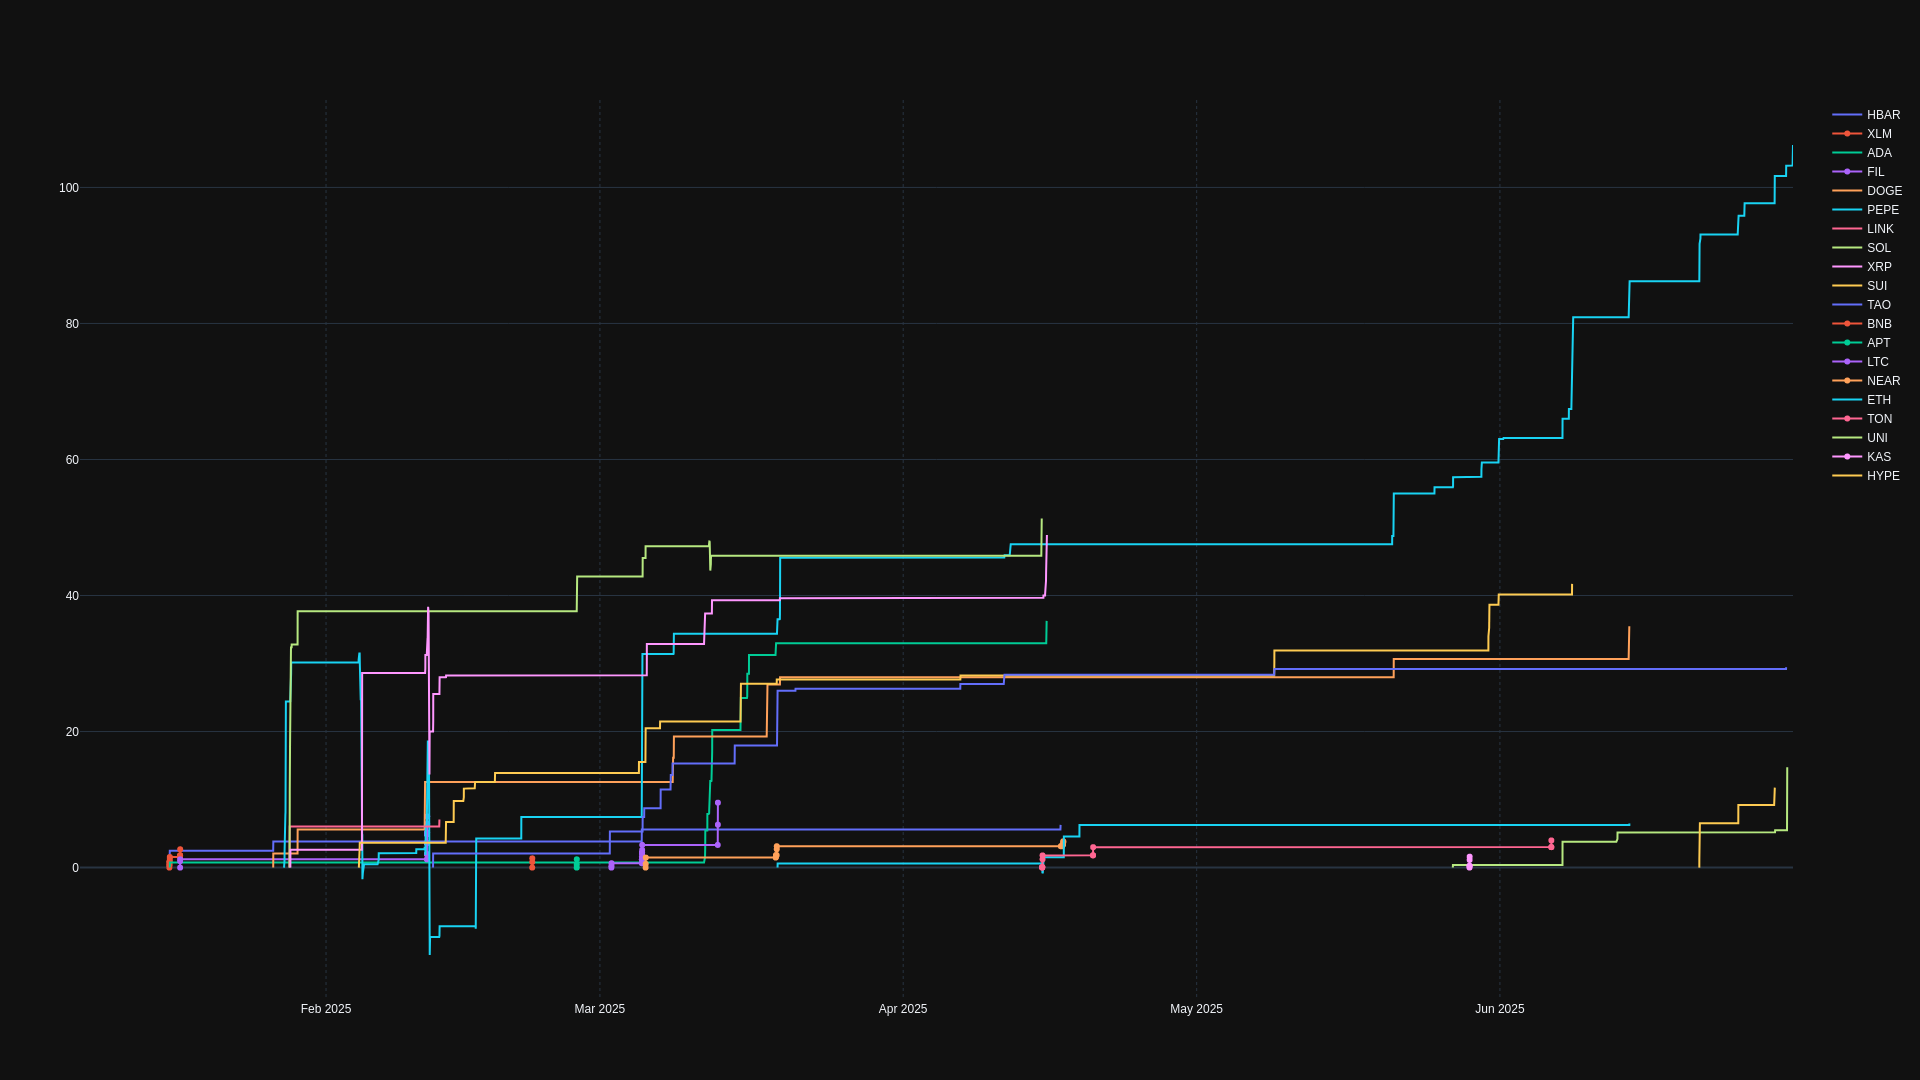 HBAR
XLM
ADA
FIL
DOGE
PEPE
LINK
SOL
XRP
SUI
TAO
BNB
APT
LTC
NEAR
ETH
TON
UNI
KAS
HYPE
100
80
60
40
20
0
Feb 2025
Mar 2025
Apr 2025
May 2025
Jun 2025